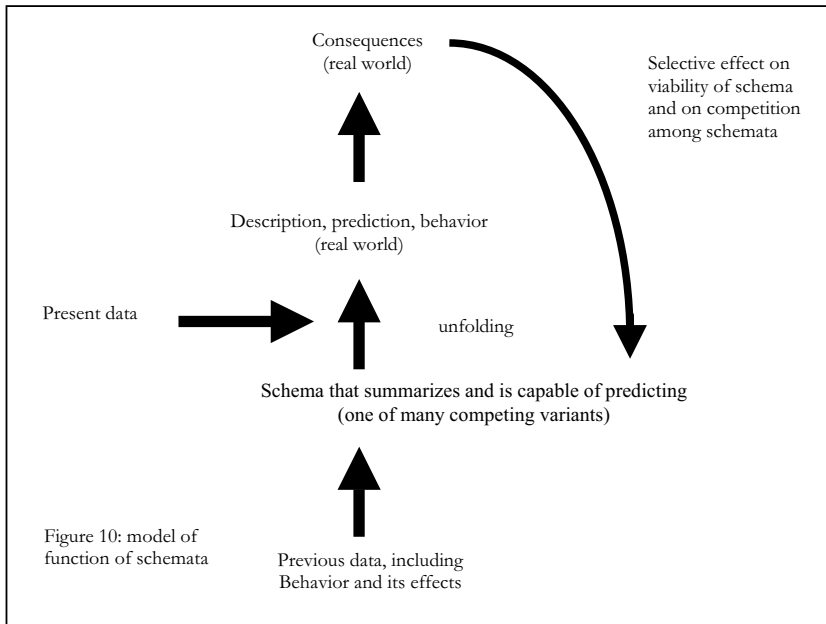 Consequences
(real world)
Selective effect on
viability of schema
and on competition
among schemata
Description, prediction, behavior
(real world)
Present data
unfolding
Schema that summarizes and is capable of predicting
(one of many competing variants)
Figure 10: model of
function of schemata
Previous data, including
Behavior and its effects